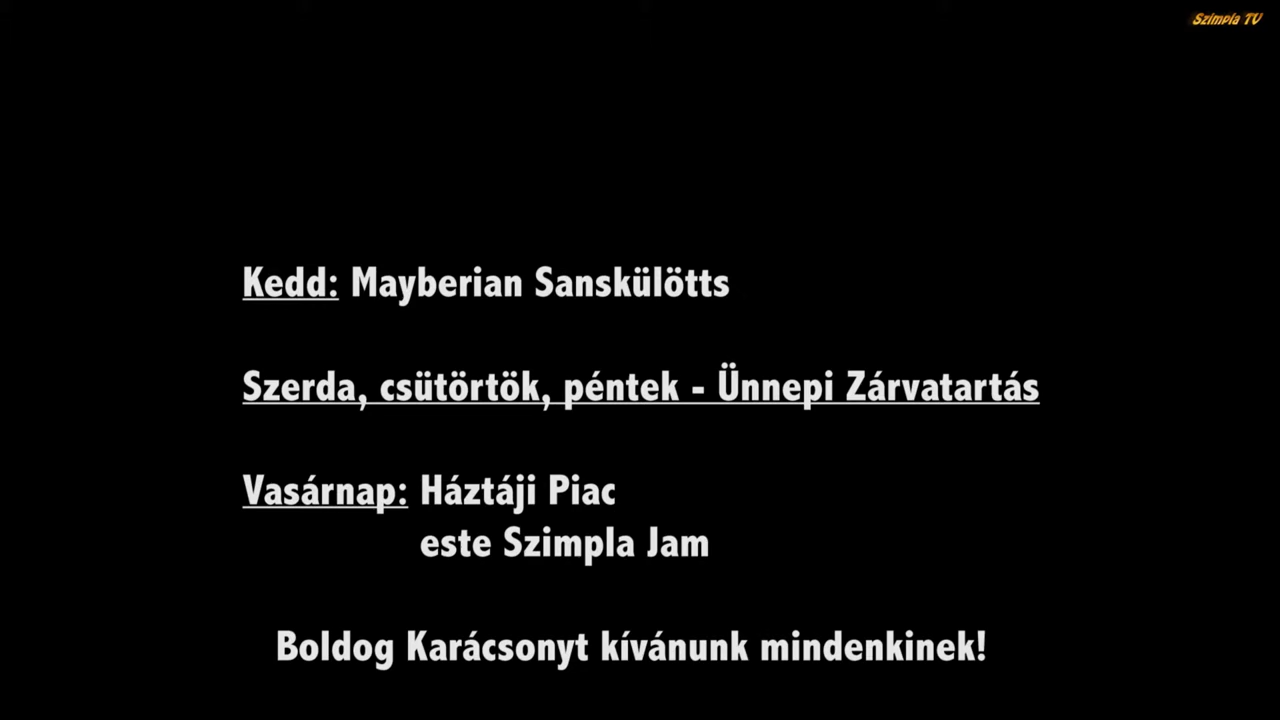 Szimpla TV
Kedd: Mayberian Sanskülötts
Szerda, csütörtök, péntek - Ünnepi Zárvatartás
Vasárnap: Háztáji Piac
este Szimpla Jam
Boldog Karácsonyt kívánunk mindenkinek!